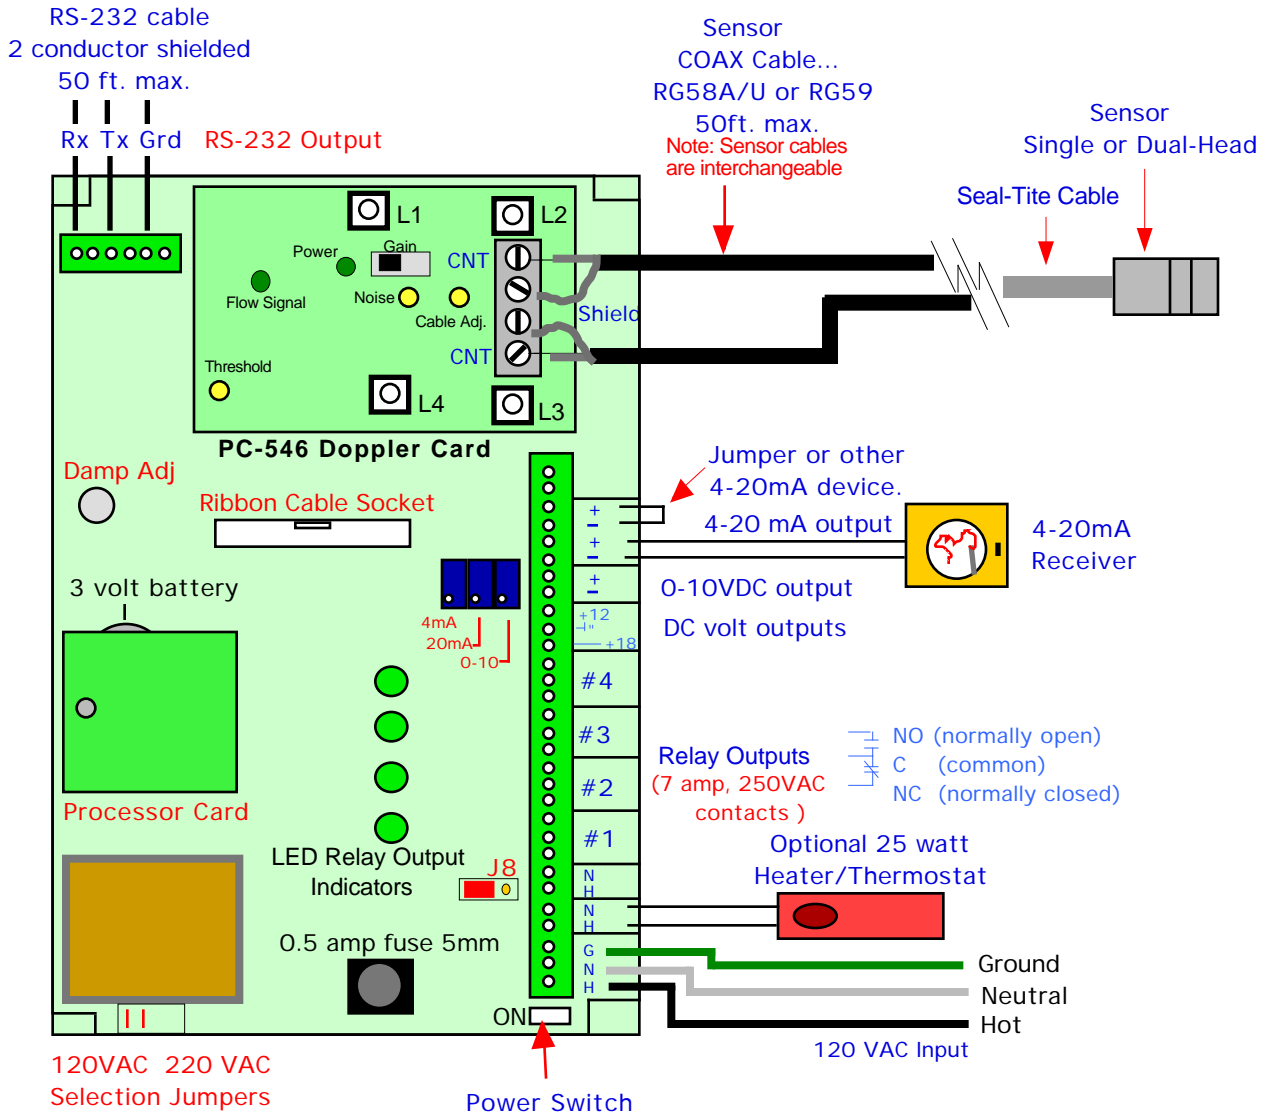 RS-232 cable
2 conductor shielded
50 ft. max.
Rx Tx Grd
RS-232 Output
Sensor
COAX Cable...
RG58A/U or RG59
50ft. max.
Note: Sensor cables
are interchangeable
Sensor
Single or Dual-Head
Seal-Tite Cable
L1
L2
Power
Gain
CNT
Flow Signal
Noise
Cable Adj.
Shield
CNT
Threshold
L4
L3
PC-546 Doppler Card
Damp Adj
Ribbon Cable Socket
Jumper or other
4-20mA device.
+
-
4-20 mA output
+
-
4-20mA
Receiver
3 volt battery
+
-
0-10VDC output
4mA
20mA
0-10
+12
+18
DC volt outputs
#4
#3
#2
#1
Relay Outputs
(7 amp, 250VAC
contacts )
NO (normally open)
C (common)
NC (normally closed)
Processor Card
LED Relay Output
Indicators
J8
N
H
N
H
Optional 25 watt
Heater/Thermostat
0.5 amp fuse 5mm
G
N
H
Ground
Neutral
Hot
120 VAC Input
ON
120VAC 220 VAC
Selection Jumpers
Power Switch